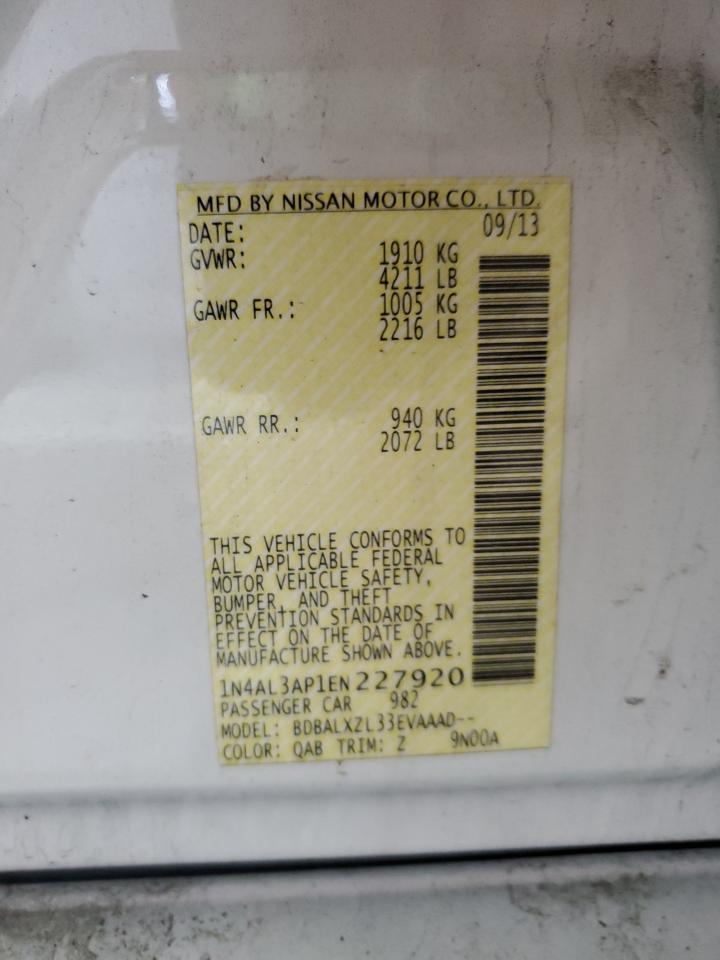 MFD BY NISSAN MOTOR CO., LTD.
DATE: 09/13
GVWR: 1910 KG
4211 LB
GAWR FR.: 1005 KG
2216 LB
GAWR RR.: 940 KG
2072 LB
THIS VEHICLE CONFORMS TO
ALL APPLICABLE FEDERAL
MOTOR VEHICLE SAFETY,
BUMPER, AND THEFT
PREVENTION STANDARDS IN
EFFECT ON THE DATE OF
MANUFACTURE SHOWN ABOVE.
1N4AL3AP1EN227920
PASSENGER CAR 982
MODEL: BDBALXZL33EVAAAD--
COLOR: QAB TRIM: Z 9N00A